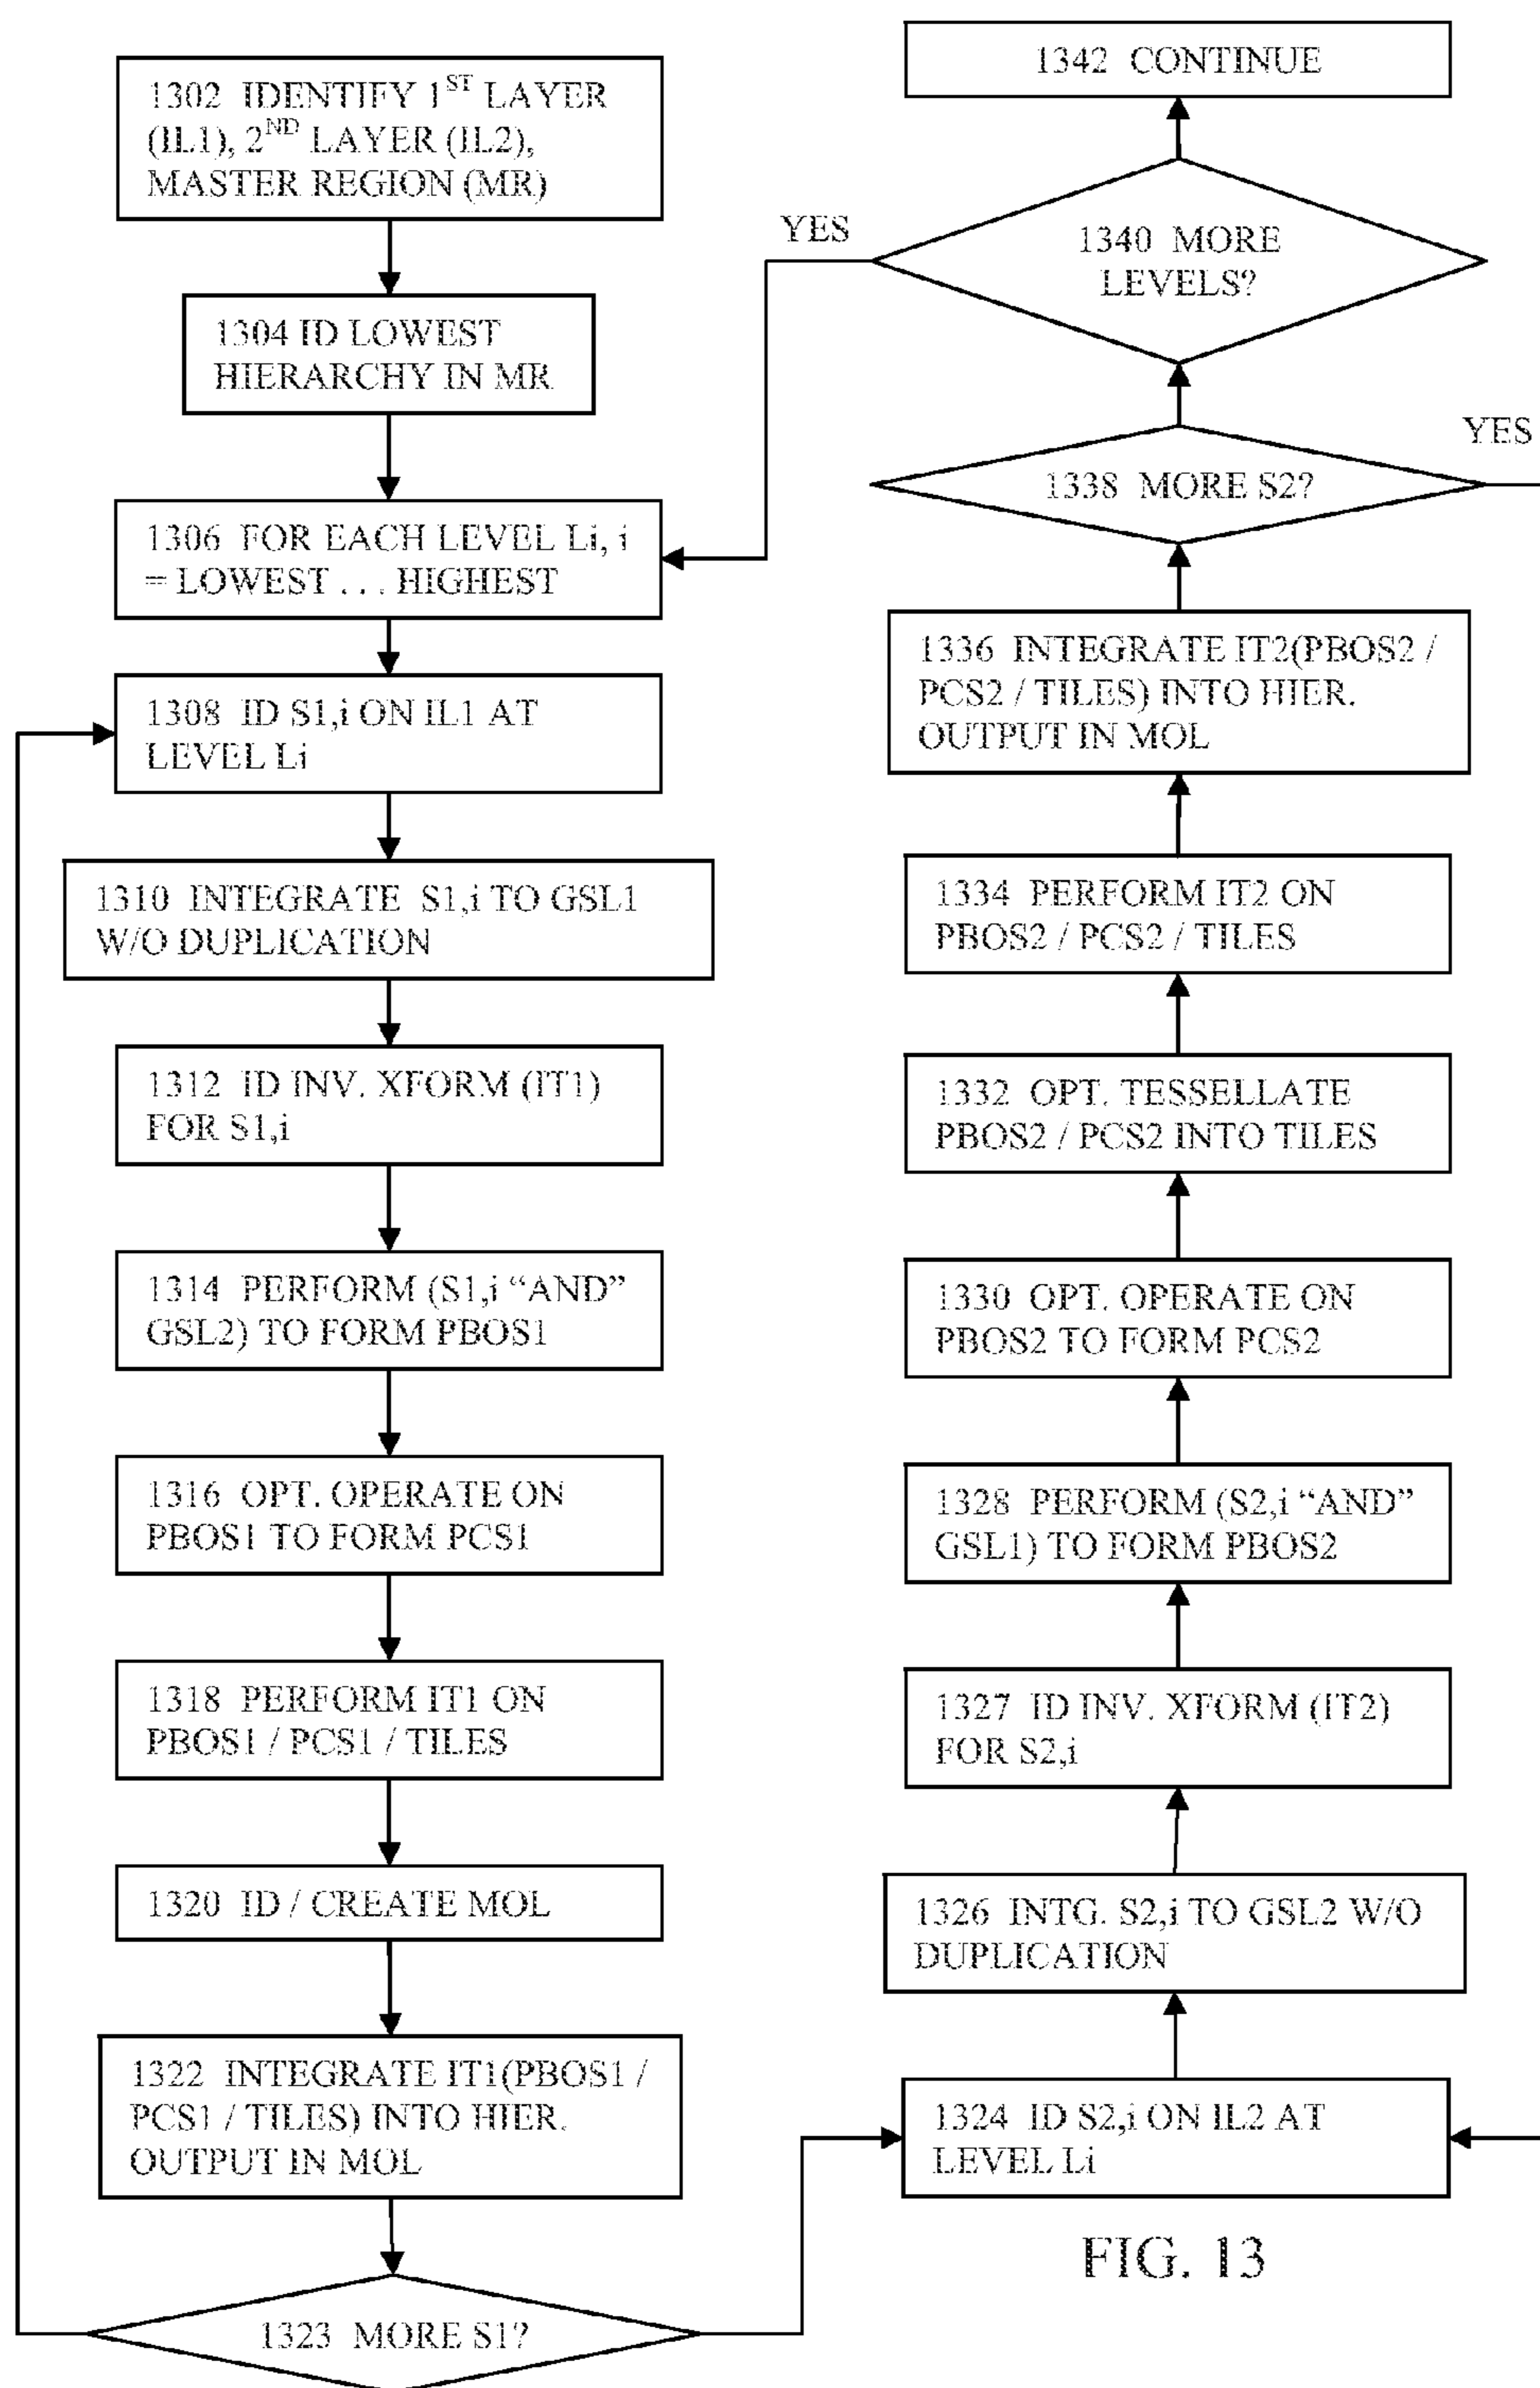 1302 IDENTIFY 1ST LAYER
(IL1), 2ND LAYER (IL2),
MASTER REGION (MR)
1304 ID LOWEST
HIERARCHY IN MR
1306 FOR EACH LEVEL Li, i
= LOWEST . . . HIGHEST
1308 ID S1,i ON IL1 AT
LEVEL Li
1310 INTEGRATE S1,i TO GSL1
W/O DUPLICATION
1312 ID INV. XFORM (IT1)
FOR S1,i
1314 PERFORM (S1,i “AND”
GSL2) TO FORM PBOS1
1316 OPT. OPERATE ON
PBOS1 TO FORM PCS1
1318 PERFORM IT1 ON
PBOS1 / PCS1 / TILES
1320 ID / CREATE MOL
1322 INTEGRATE IT1(PBOS1 /
PCS1 / TILES) INTO HIER.
OUTPUT IN MOL
1323 MORE S1?
1324 ID S2,i ON IL2 AT
LEVEL Li
1326 INTG. S2,i TO GSL2 W/O
DUPLICATION
1327 ID INV. XFORM (IT2)
FOR S2,i
1328 PERFORM (S2,i “AND”
GSL1) TO FORM PBOS2
1330 OPT. OPERATE ON
PBOS2 TO FORM PCS2
1332 OPT. TESSELLATE
PBOS2 / PCS2 INTO TILES
1334 PERFORM IT2 ON
PBOS2 / PCS2 / TILES
1336 INTEGRATE IT2(PBOS2 /
PCS2 / TILES) INTO HIER.
OUTPUT IN MOL
1338 MORE S2?
YES
1340 MORE
LEVELS?
YES
1342 CONTINUE
FIG. 13